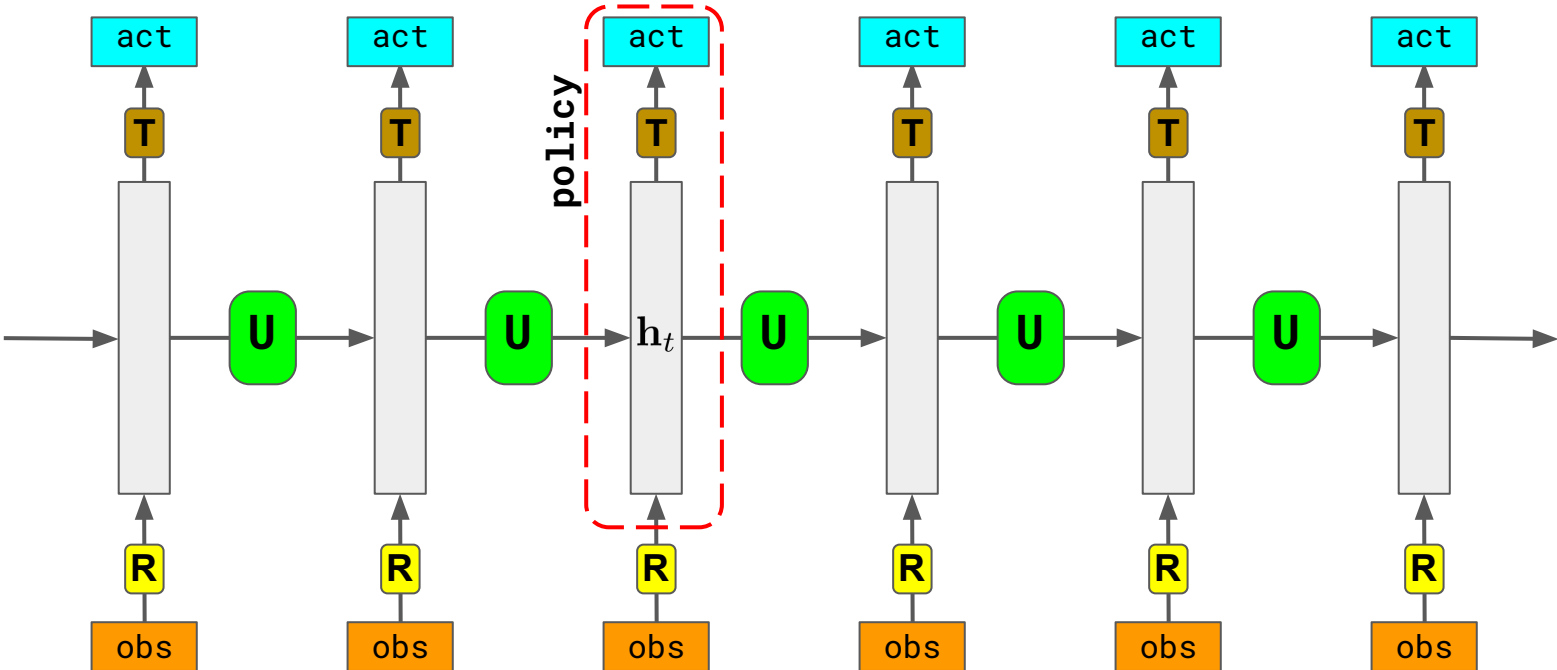 act act act act act act
policy
T T T T T T
U U h_t U U U
R R R R R R
obs obs obs obs obs obs